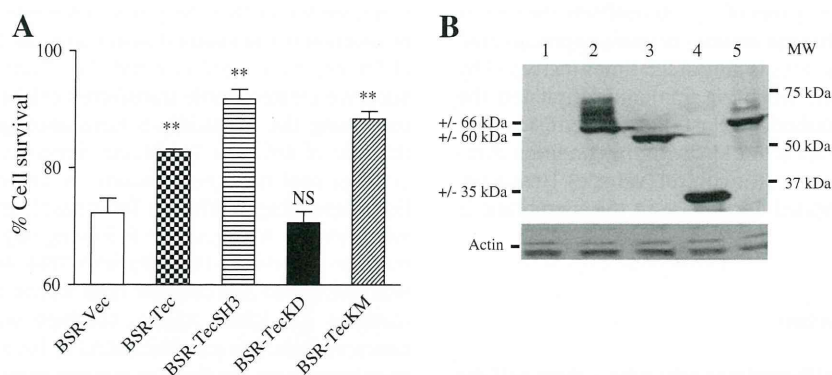 A
% Cell survival
100
80
60
**
**
NS
**
BSR-Vec
BSR-Tec
BSR-TecSH3
BSR-TecKD
BSR-TecKM
B
1 2 3 4 5 MW
+/- 66 kDa
+/- 60 kDa
+/- 35 kDa
75 kDa
50 kDa
37 kDa
Actin